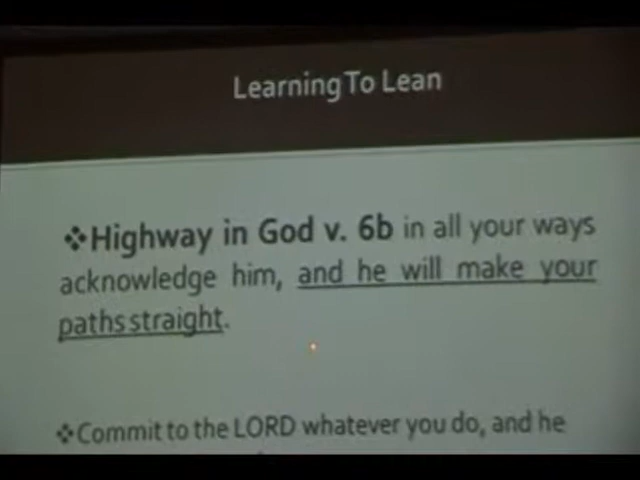 Learning To Lean
❖Highway in God v. 6b in all your ways
acknowledge him, and he will make your
paths straight.
❖Commit to the LORD whatever you do, and he